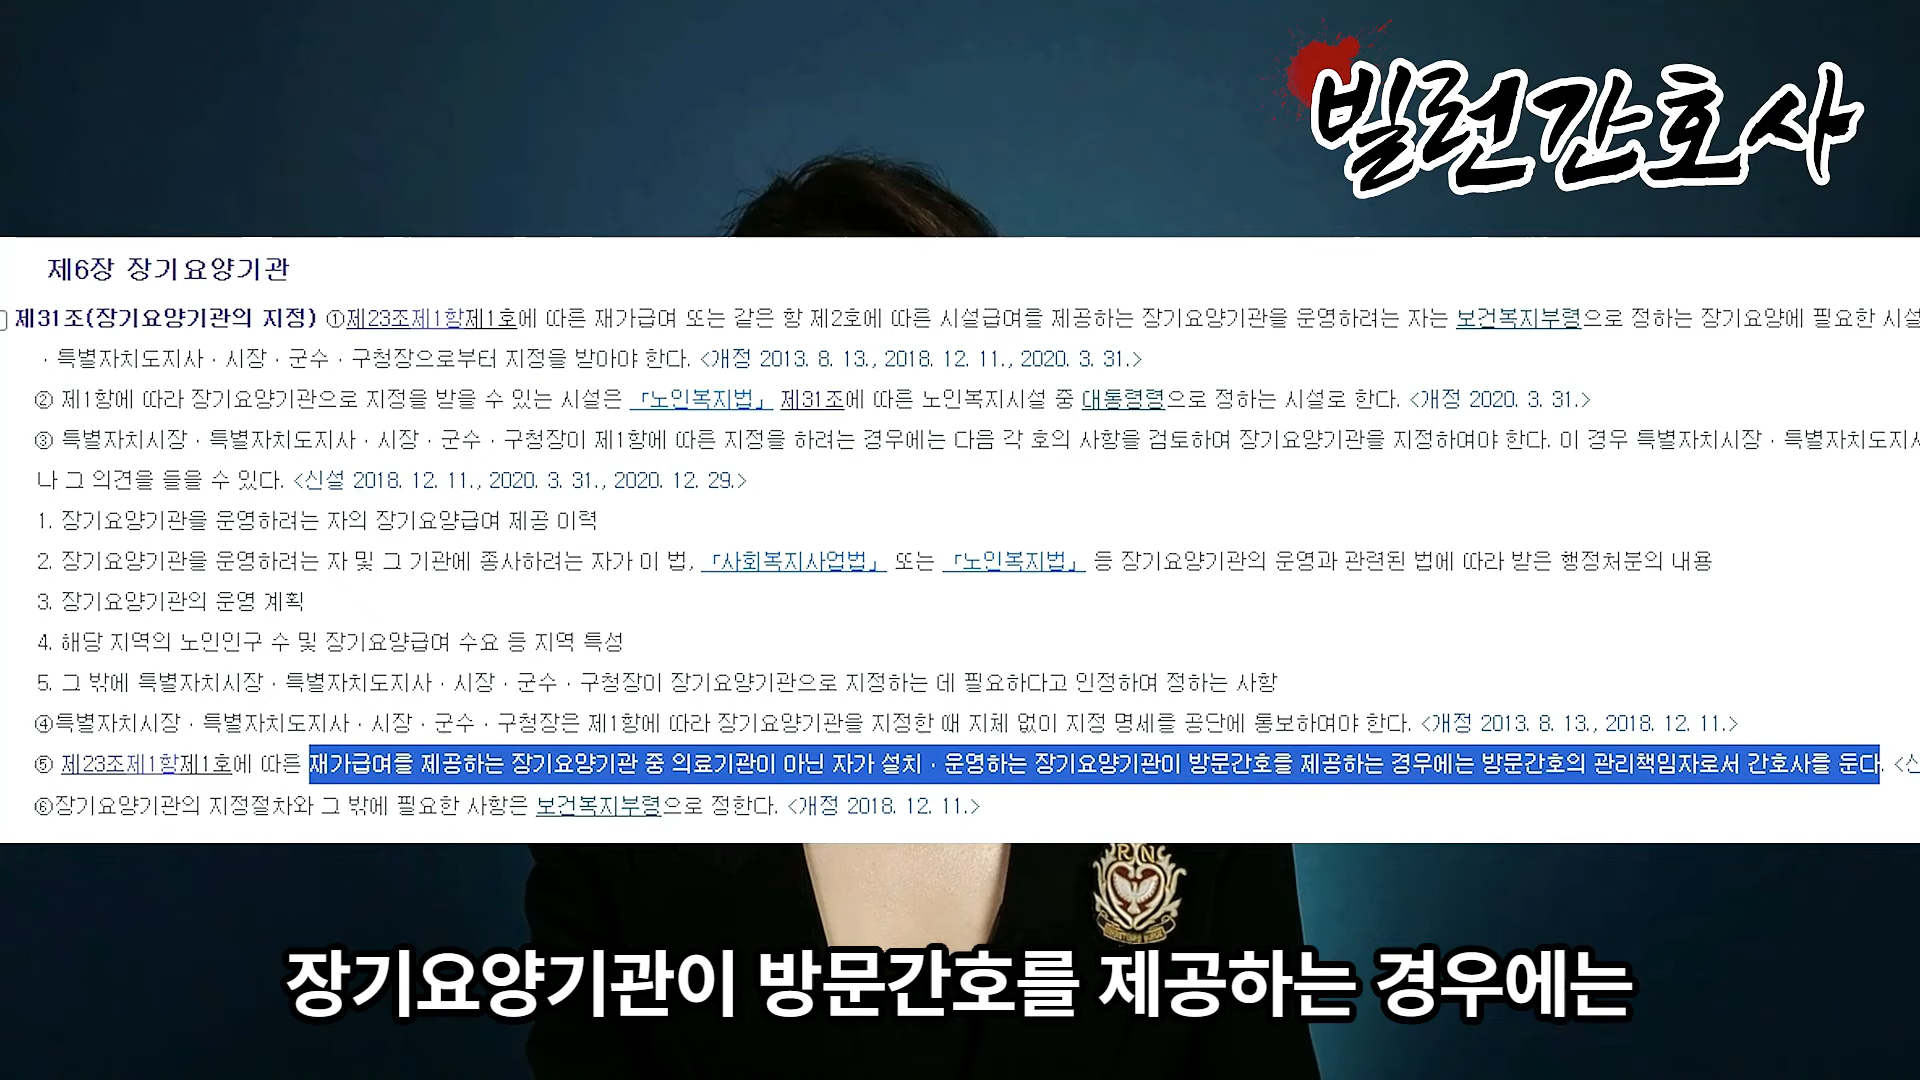 빌런간호사
제6장 장기요양기관
제31조(장기요양기관의 지정) ①제23조제1항제1호에 따른 재가급여 또는 같은 항 제2호에 따른 시설급여를 제공하는 장기요양기관을 운영하려는 자는 보건복지부령으로 정하는 장기요양에 필요한 시설
ㆍ특별자치도지사ㆍ시장ㆍ군수ㆍ구청장으로부터 지정을 받아야 한다. <개정 2013. 8. 13., 2018. 12. 11., 2020. 3. 31.>
② 제1항에 따라 장기요양기관으로 지정을 받을 수 있는 시설은 「노인복지법」 제31조에 따른 노인복지시설 중 대통령령으로 정하는 시설로 한다. <개정 2020. 3. 31.>
③ 특별자치시장ㆍ특별자치도지사ㆍ시장ㆍ군수ㆍ구청장이 제1항에 따른 지정을 하려는 경우에는 다음 각 호의 사항을 검토하여 장기요양기관을 지정하여야 한다. 이 경우 특별자치시장ㆍ특별자치도지사
나 그 의견을 들을 수 있다. <신설 2018. 12. 11., 2020. 3. 31., 2020. 12. 29.>
1. 장기요양기관을 운영하려는 자의 장기요양급여 제공 이력
2. 장기요양기관을 운영하려는 자 및 그 기관에 종사하려는 자가 이 법, 「사회복지사업법」 또는 「노인복지법」 등 장기요양기관의 운영과 관련된 법에 따라 받은 행정처분의 내용
3. 장기요양기관의 운영 계획
4. 해당 지역의 노인인구 수 및 장기요양급여 수요 등 지역 특성
5. 그 밖에 특별자치시장ㆍ특별자치도지사ㆍ시장ㆍ군수ㆍ구청장이 장기요양기관으로 지정하는 데 필요하다고 인정하여 정하는 사항
④특별자치시장ㆍ특별자치도지사ㆍ시장ㆍ군수ㆍ구청장은 제1항에 따라 장기요양기관을 지정한 때 지체 없이 지정 명세를 공단에 통보하여야 한다. <개정 2013. 8. 13., 2018. 12. 11.>
⑤ 제23조제1항제1호에 따른 재가급여를 제공하는 장기요양기관 중 의료기관이 아닌 자가 설치ㆍ운영하는 장기요양기관이 방문간호를 제공하는 경우에는 방문간호의 관리책임자로서 간호사를 둔다. <신
⑥장기요양기관의 지정절차와 그 밖에 필요한 사항은 보건복지부령으로 정한다. <개정 2018. 12. 11.>
RN
장기요양기관이 방문간호를 제공하는 경우에는